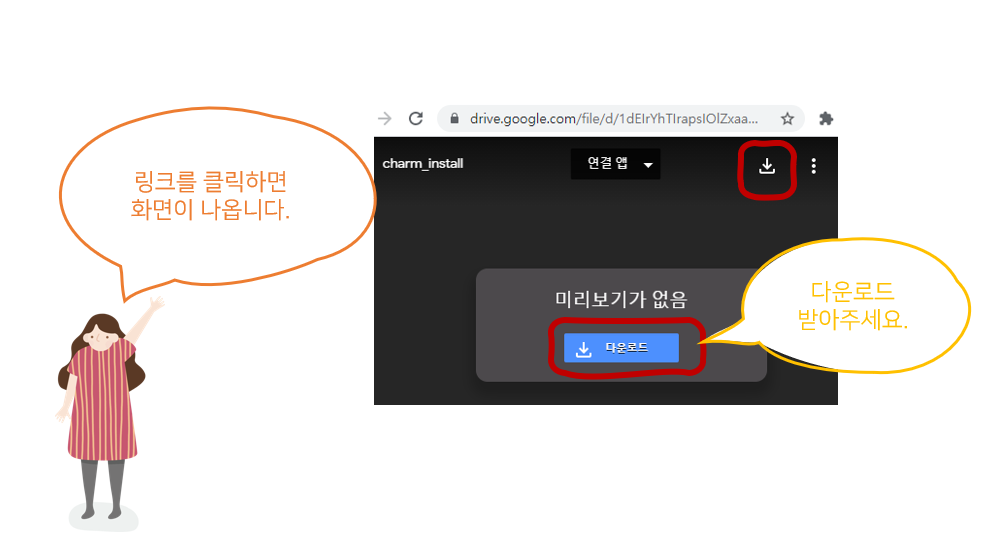 링크를 클릭하면
화면이 나옵니다.
drive.google.com/file/d/1dEIrYhTIrapsIOlZxaa...
charm_install
연결 앱
미리보기가 없음
다운로드
다운로드
받아주세요.